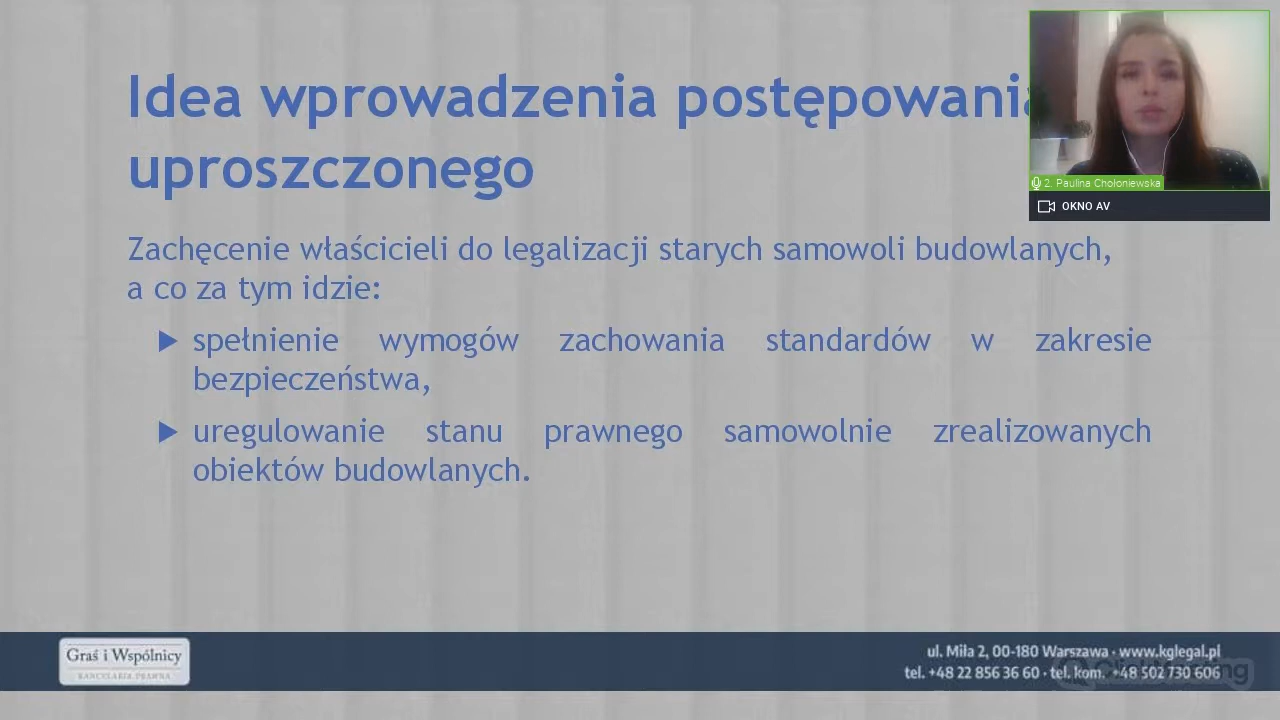 Idea wprowadzenia postępowania
uproszczonego
Zachęcenie właścicieli do legalizacji starych samowoli budowlanych,
a co za tym idzie:
spełnienie wymogów zachowania standardów w zakresie
bezpieczeństwa,
uregulowanie stanu prawnego samowolnie zrealizowanych
obiektów budowlanych.
2. Paulina Chołoniewska
OKNO AV
Graś i Wspólnicy
KANCELARIA PRAWNA
ul. Miła 2, 00-180 Warszawa · www.kglegal.pl
tel. +48 22 856 36 60 · tel. kom. +48 502 730 606